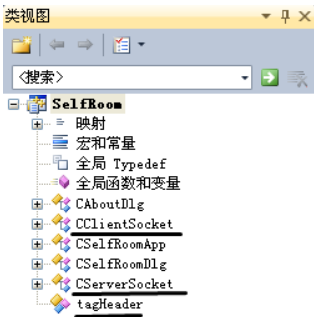 类视图
<搜索>
SelfRoom
映射
宏和常量
全局 Typedef
全局函数和变量
CAboutDlg
CClientSocket
CSelfRoomApp
CSelfRoomDlg
CServerSocket
tagHeader